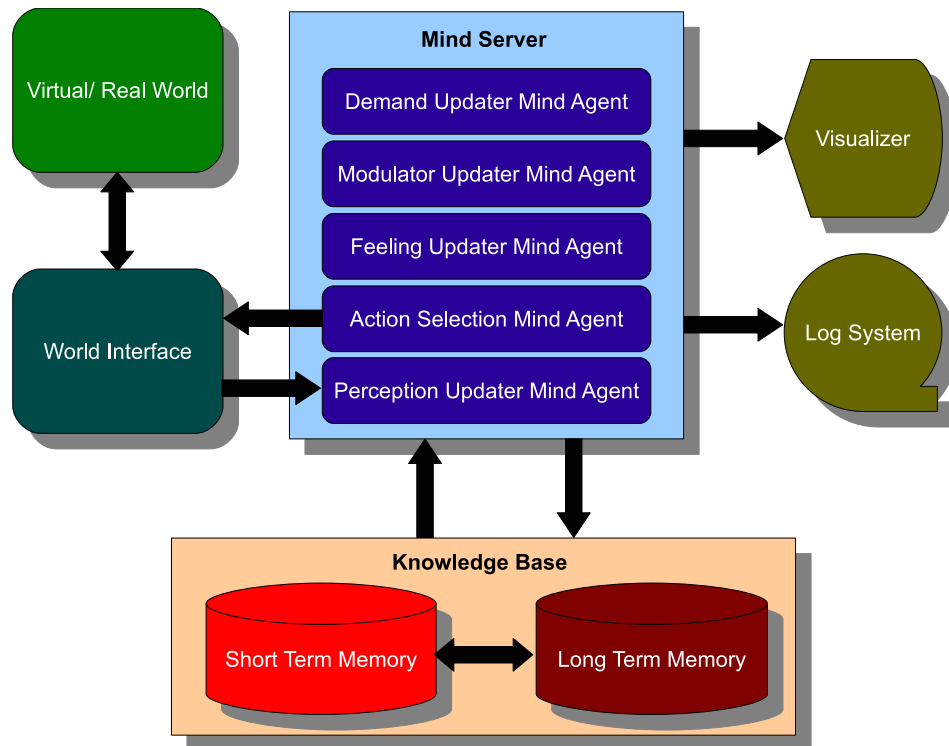 Mind Server
Virtual/ Real World
Demand Updater Mind Agent
Modulator Updater Mind Agent
Feeling Updater Mind Agent
Action Selection Mind Agent
Perception Updater Mind Agent
World Interface
Visualizer
Log System
Knowledge Base
Short Term Memory
Long Term Memory